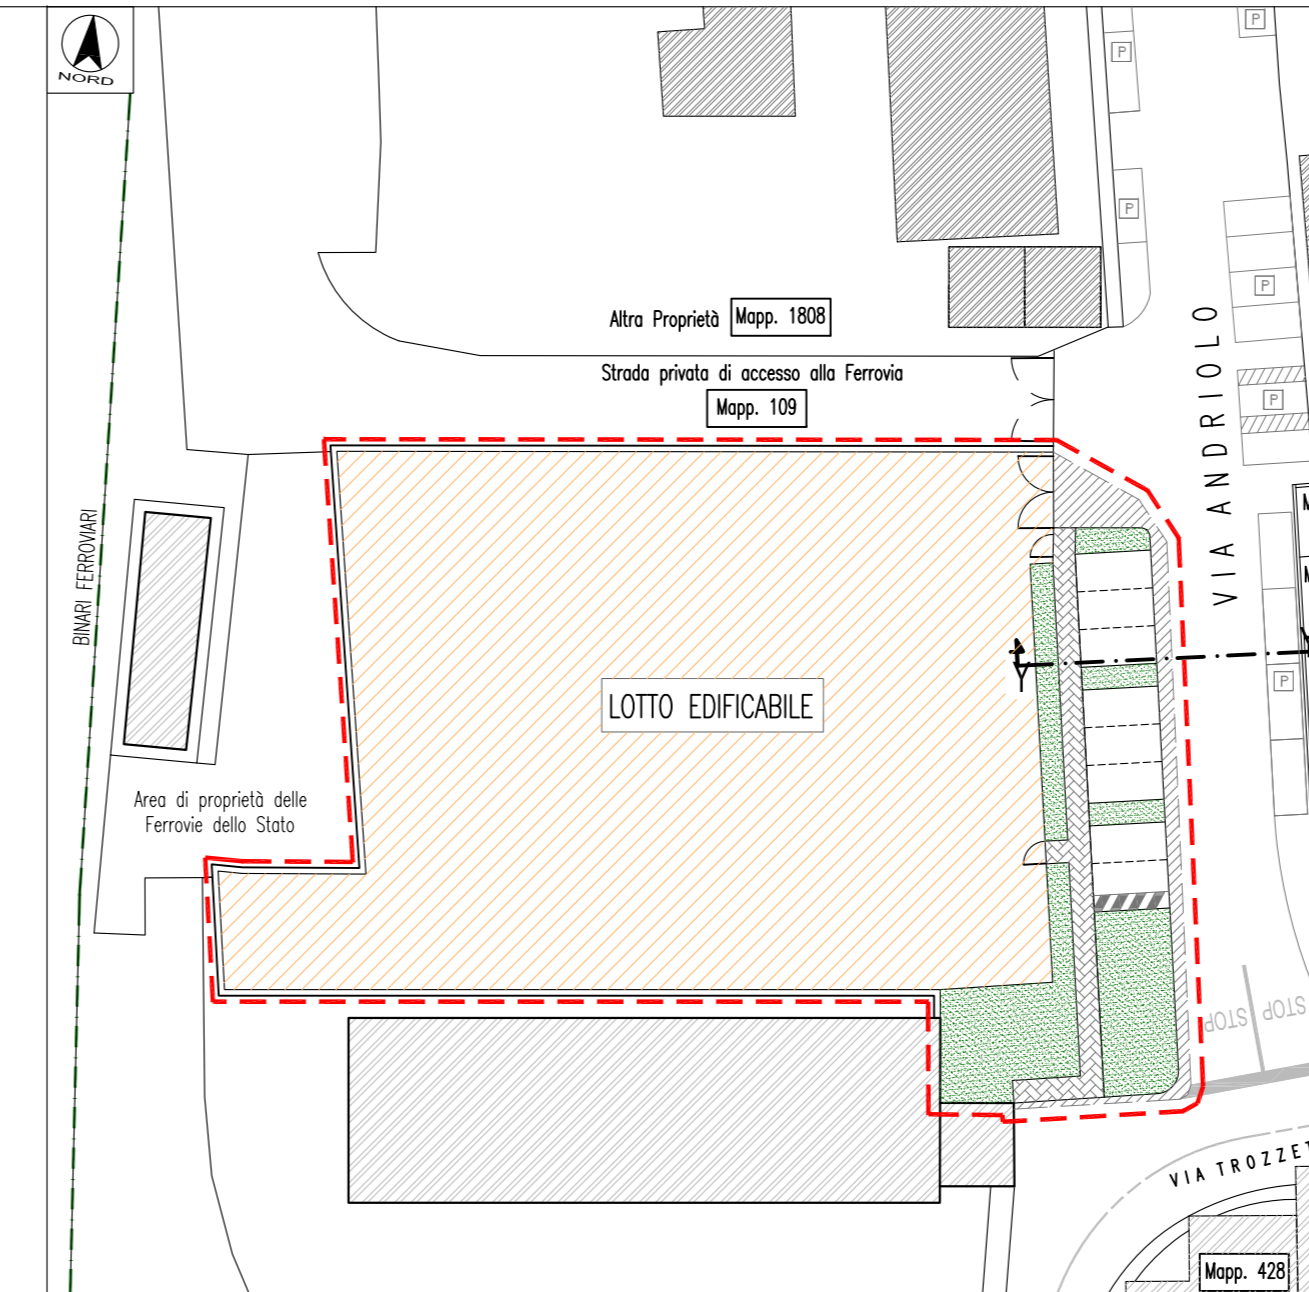 NORD
P
P
P
P
P
P
Altra Proprietà Mapp. 1808
Strada privata di accesso alla Ferrovia
Mapp. 109
VIA ANDRIOLO
BINARI FERROVIARI
LOTTO EDIFICABILE
Area di proprietà delle
Ferrovie dello Stato
STOP
STOP
VIA TROZZET
Mapp. 428
M
M